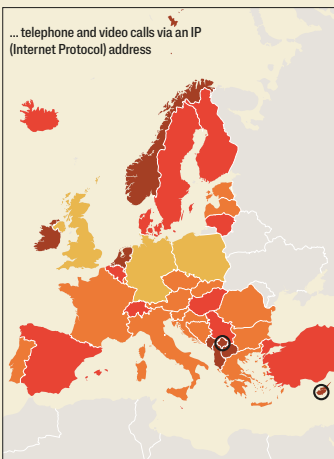 ... telephone and video calls via an IP
(Internet Protocol) address